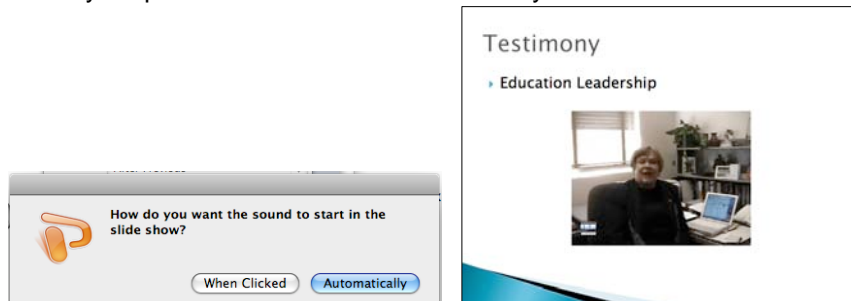 Testimony
Education Leadership
How do you want the sound to start in the
slide show?
When Clicked
Automatically